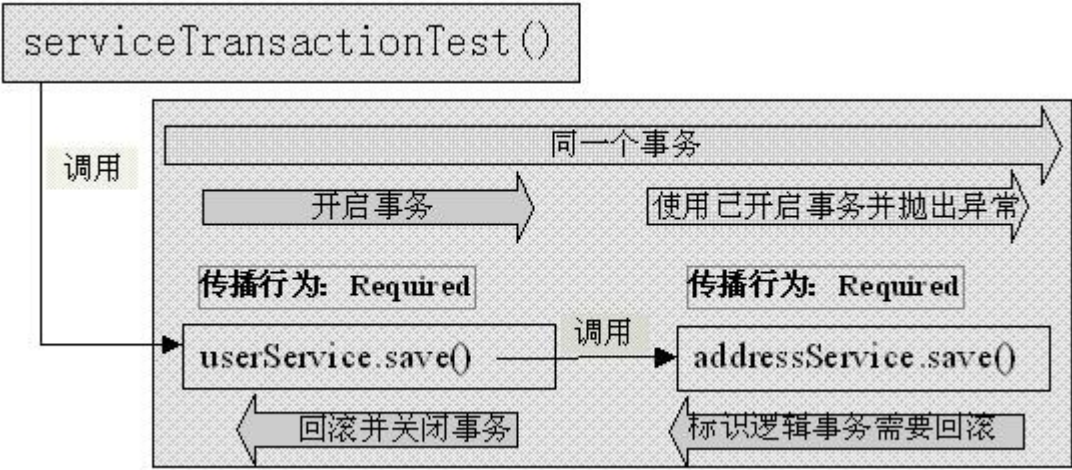 serviceTransactionTest()
同一个事务
调用
开启事务
使用已开启事务并抛出异常
传播行为: Required
传播行为: Required
调用
userService.save()
addressService.save()
回滚并关闭事务
标识逻辑事务需要回滚